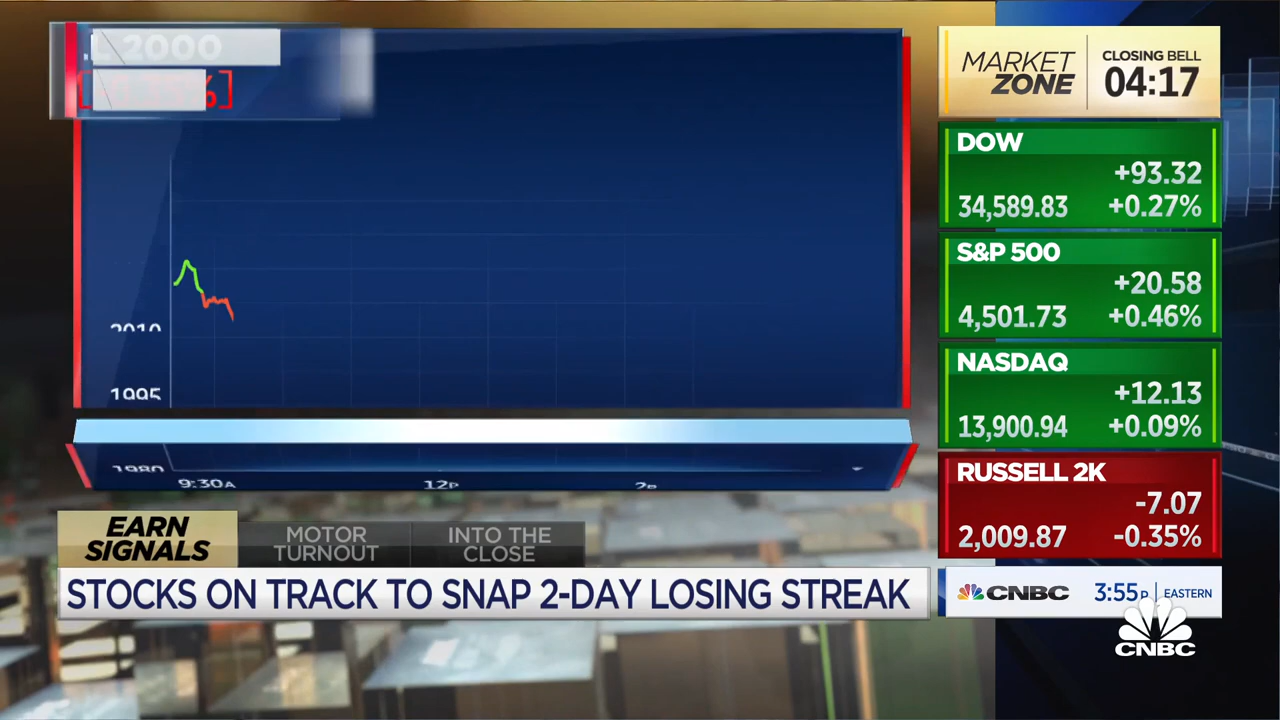 L 2000
%]
2010
1995
1980
9:30A
12P
EARN
SIGNALS
MOTOR
TURNOUT
INTO THE
CLOSE
STOCKS ON TRACK TO SNAP 2-DAY LOSING STREAK
MARKET
ZONE
CLOSING BELL
04:17
DOW
+93.32
34,589.83 +0.27%
S&P 500
+20.58
4,501.73 +0.46%
NASDAQ
+12.13
13,900.94 +0.09%
RUSSELL 2K
-7.07
2,009.87 -0.35%
CNBC 3:55P EASTERN
CNBC